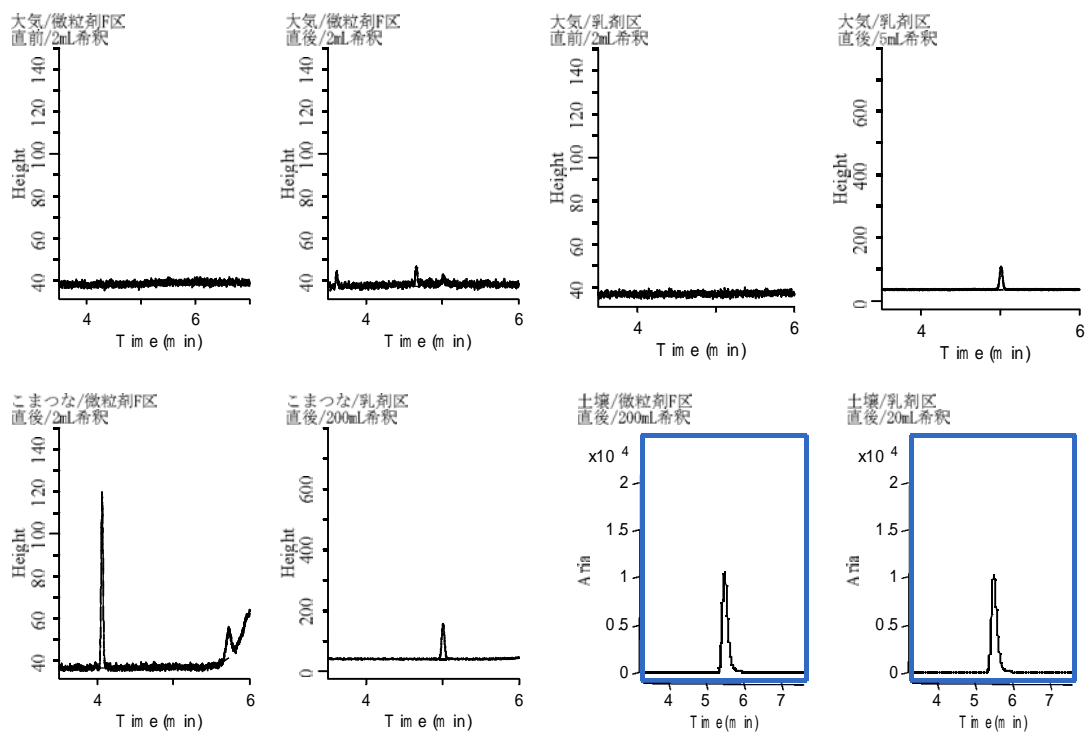 大気/微粒剤F区
直前/2mL希釈
140
120
100
80
60
40
Height
4
6
Time(min)
大気/微粒剤F区
直後/2mL希釈
140
120
100
80
60
40
Height
4
6
Time(min)
大気/乳剤区
直前/2mL希釈
140
120
100
80
60
40
Height
4
6
Time(min)
大気/乳剤区
直後/5mL希釈
600
400
200
0
Height
4
6
Time(min)
こまつな/微粒剤F区
直後/2mL希釈
140
120
100
80
60
40
Height
4
6
Time(min)
こまつな/乳剤区
直後/200mL希釈
600
400
200
0
Height
4
6
Time(min)
土壌/微粒剤F区
直後/200mL希釈
x10 4
2
1.5
1
0.5
0
Aria
4 5 6 7
Time(min)
土壌/乳剤区
直後/20mL希釈
x10 4
2
1.5
1
0.5
0
Aria
4 5 6 7
Time(min)